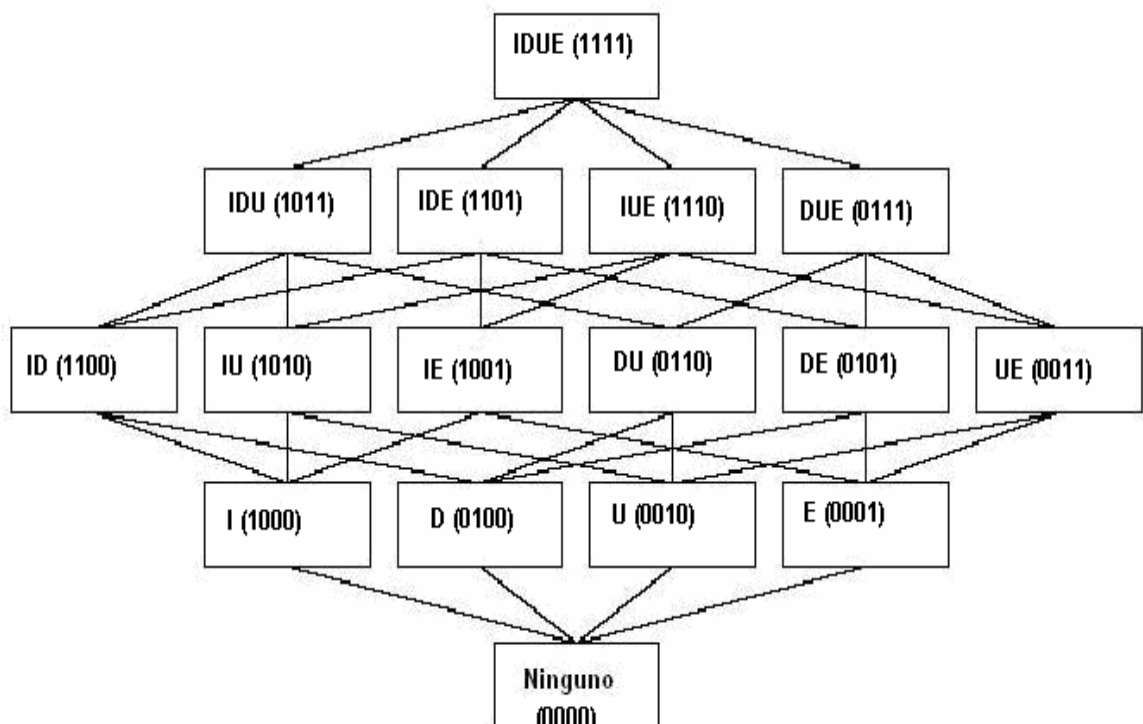 IDUE (1111)
IDU (1011)
IDE (1101)
IUE (1110)
DUE (0111)
ID (1100)
IU (1010)
IE (1001)
DU (0110)
DE (0101)
UE (0011)
I (1000)
D (0100)
U (0010)
E (0001)
Ninguno
(0000)